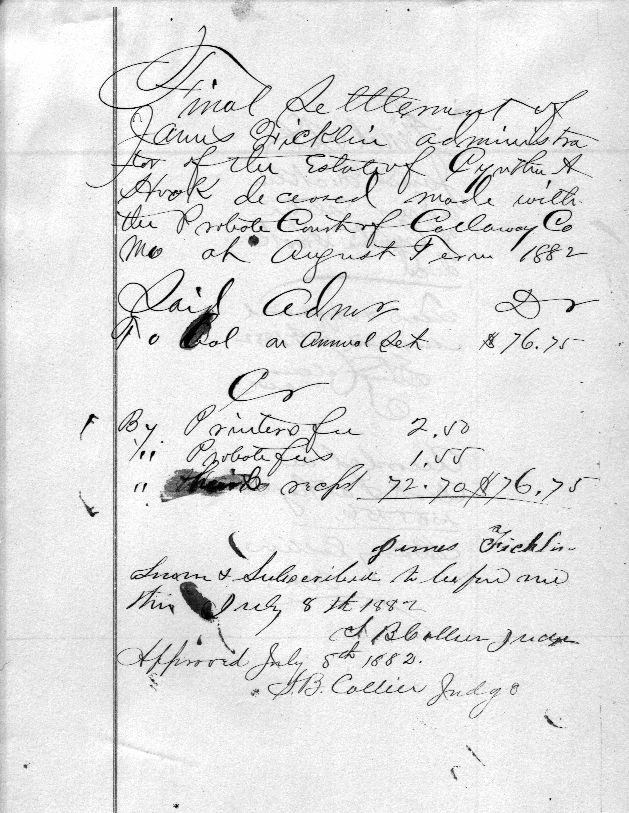 Final Settlement of
James Ficklin administra
tor of the Estate of Cynthia A
Hook deceased made with
the Probate Court of Callaway Co
Mo at August Term 1882
Said Admr Dr
To Bal on Annual Set $76.75
Cr
By Printers fee 2.50
"  Probate fees 1.55
" recpt 72.70 $76.75
James Ficklin
Sworn & Subscribed to before me
this July 8th 1882
B Collier Judge
Approved July 8th 1882.
B. Collier Judge